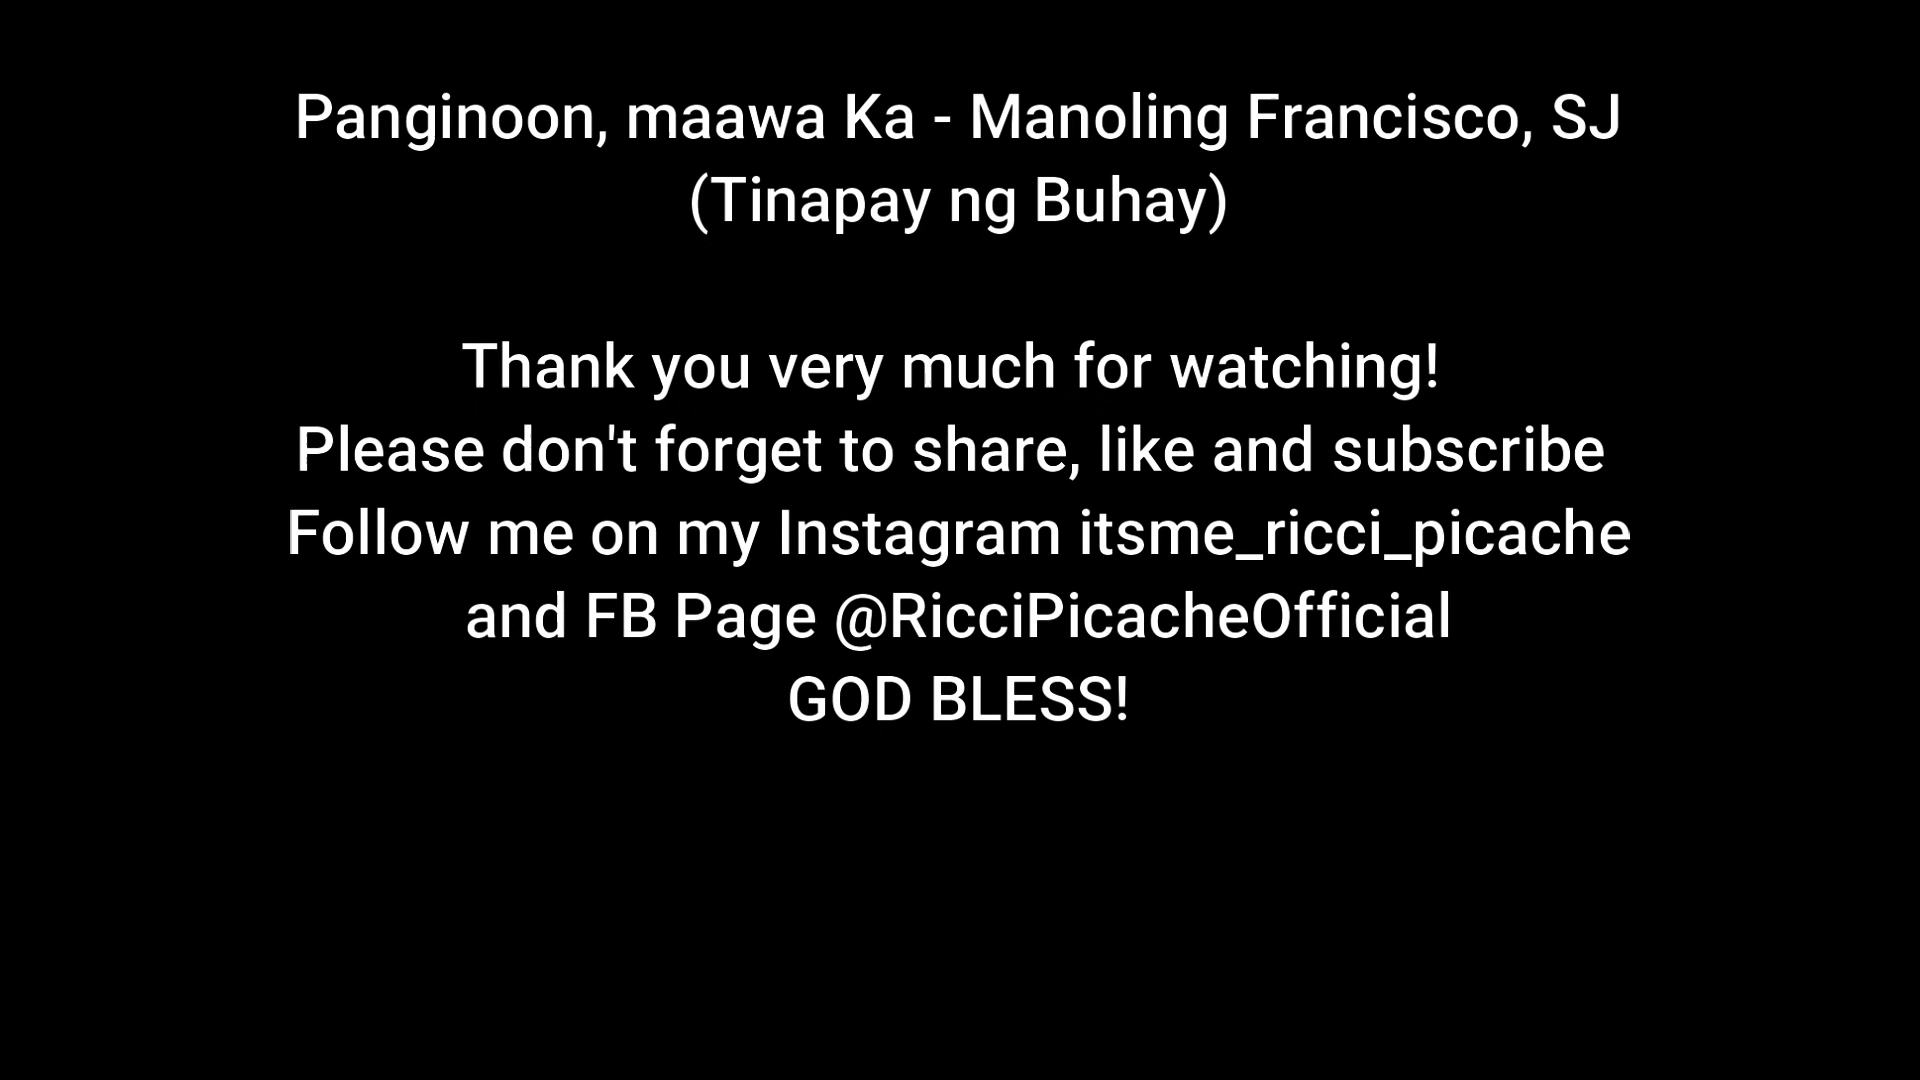 Panginoon, maawa Ka - Manoling Francisco, SJ
(Tinapay ng Buhay)
Thank you very much for watching!
Please don't forget to share, like and subscribe
Follow me on my Instagram itsme_ricci_picache
and FB Page @RicciPicacheOfficial
GOD BLESS!